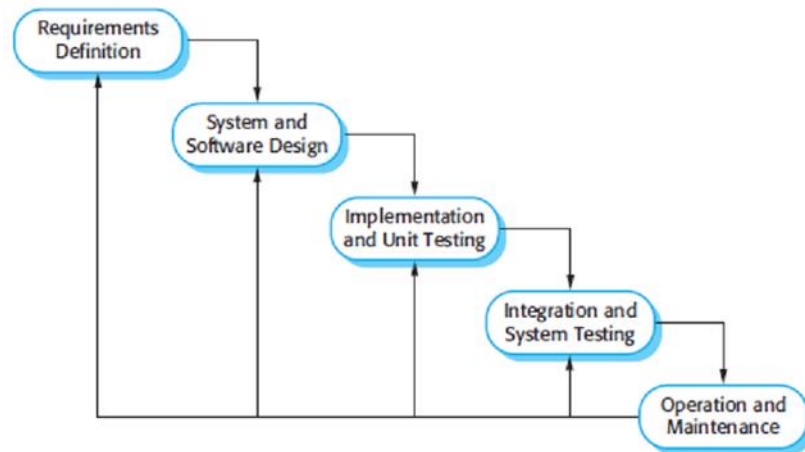 Requirements
Definition
System and
Software Design
Implementation
and Unit Testing
Integration and
System Testing
Operation and
Maintenance